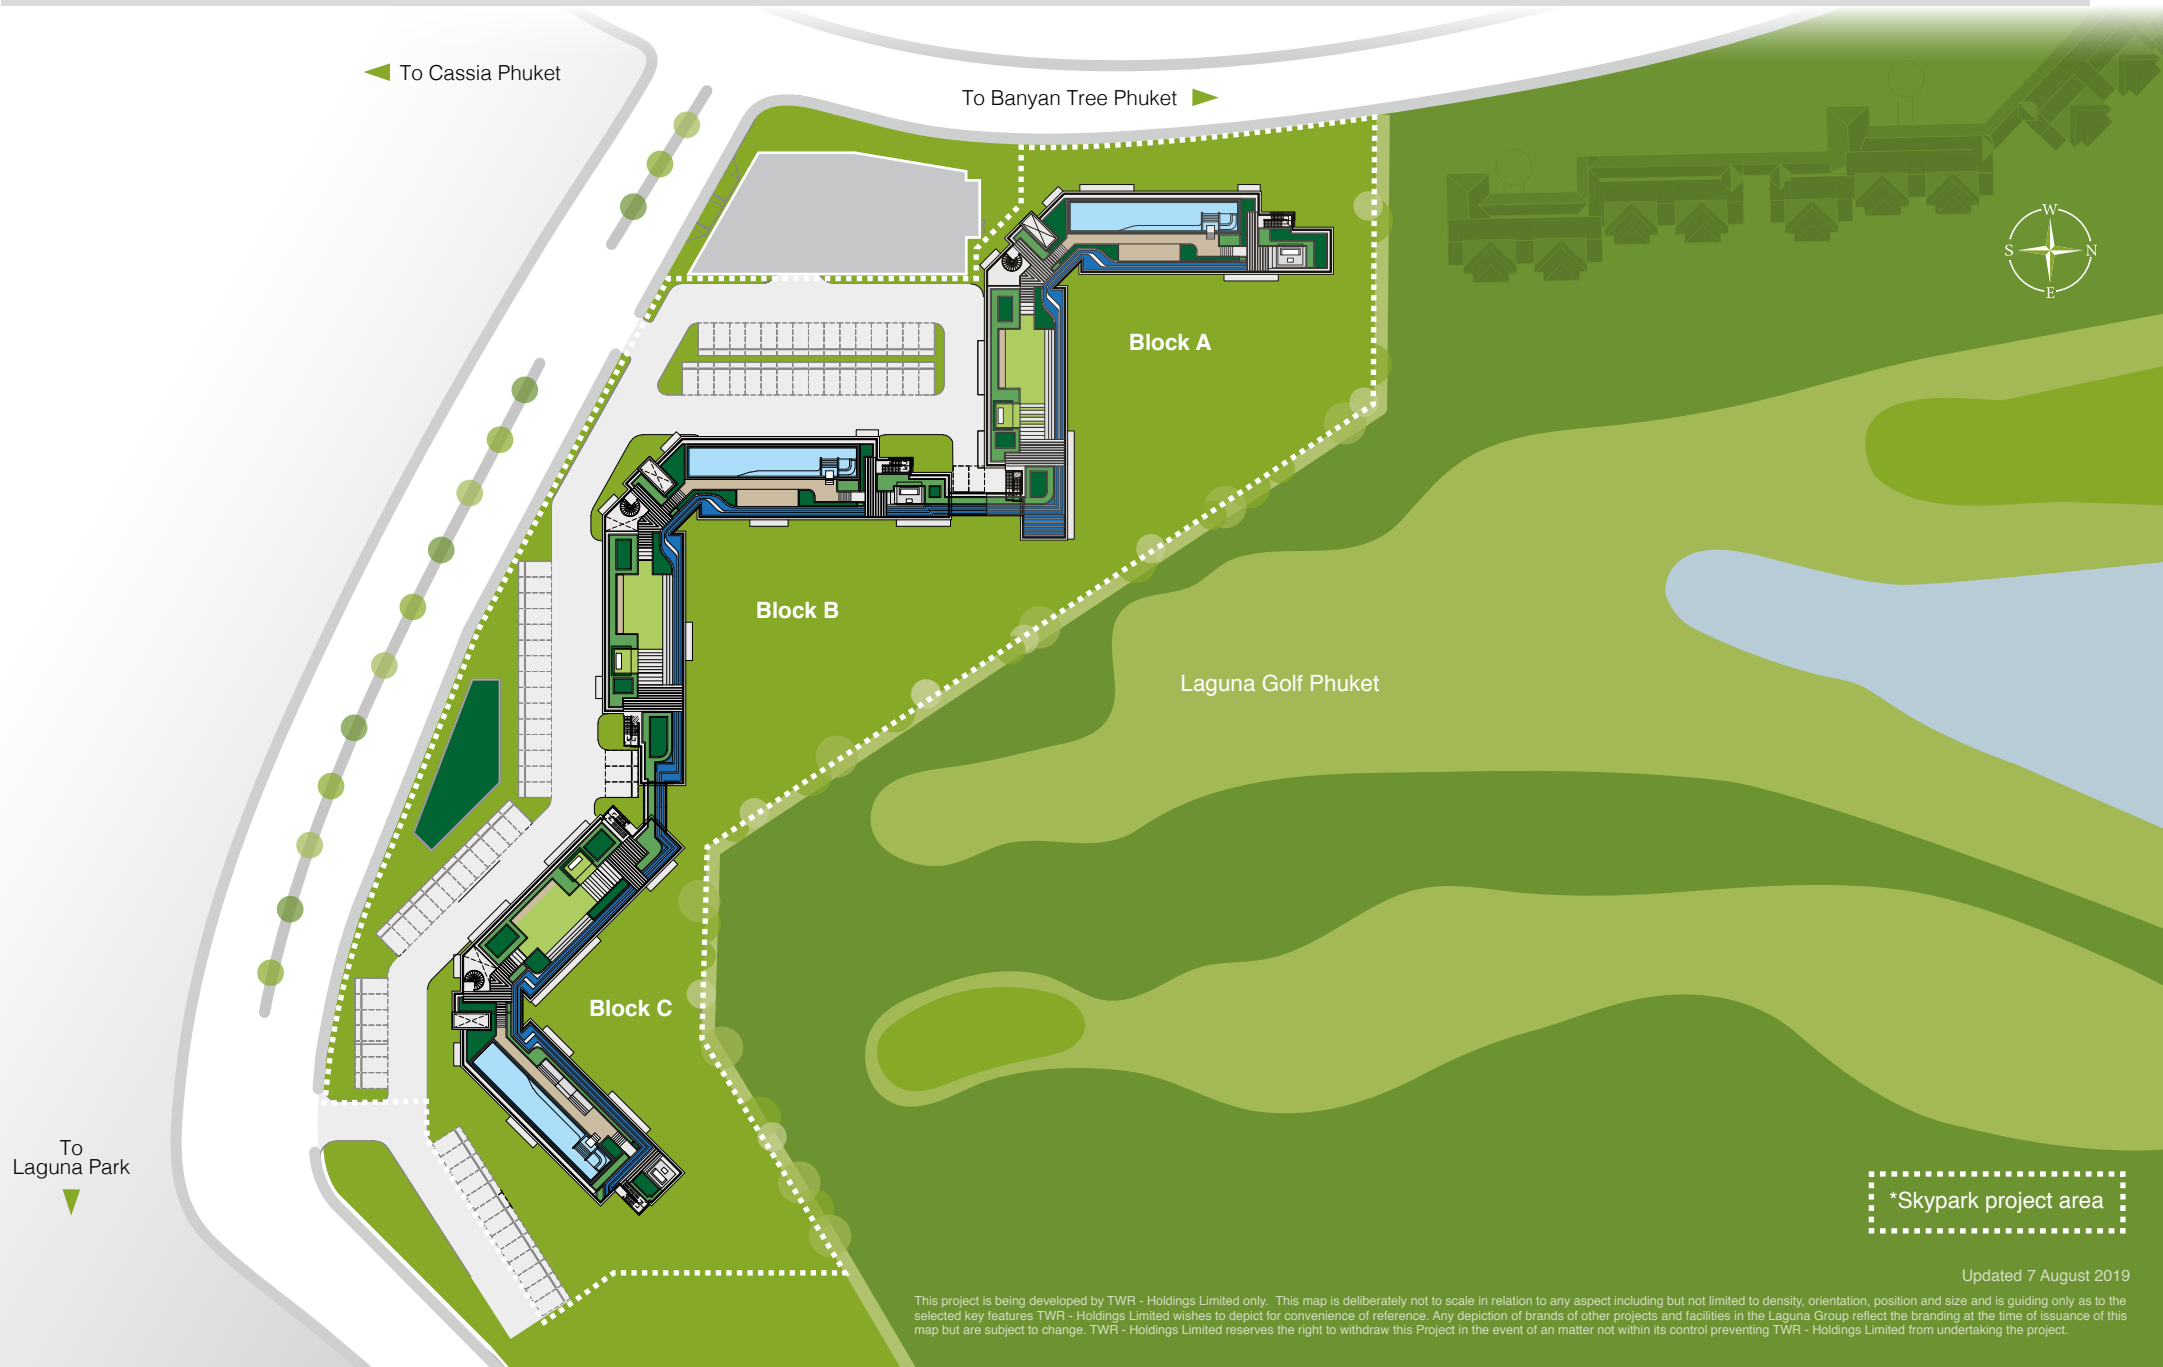 To Cassia Phuket
To Banyan Tree Phuket
W
S
N
E
Block A
Block B
Laguna Golf Phuket
Block C
To
Laguna Park
*Skypark project area
Updated 7 August 2019
This project is being developed by TWR - Holdings Limited only. This map is deliberately not to scale in relation to any aspect including but not limited to density, orientation, position and size and is guiding only as to the
selected key features TWR - Holdings Limited wishes to depict for convenience of reference. Any depiction of brands of other projects and facilities in the Laguna Group reflect the branding at the time of issuance of this
map but are subject to change. TWR - Holdings Limited reserves the right to withdraw this Project in the event of an matter not within its control preventing TWR - Holdings Limited from undertaking the project.